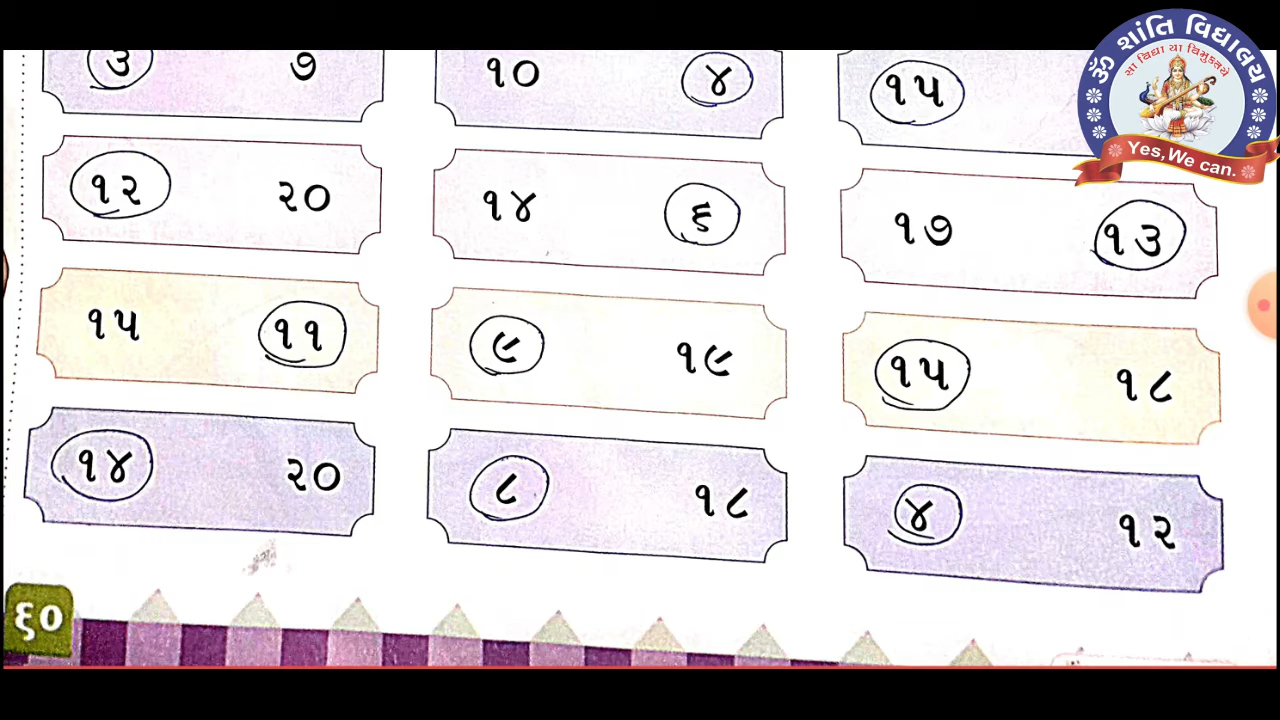 ૐ શાંતિ વિદ્યાલય
સા વિદ્યા યા વિમુક્તયે
Yes, We can.
૩ ૭ ૧૦ ૪ ૧૫
૧૨ ૨૦ ૧૪ ૬ ૧૭ ૧૩
૧૫ ૧૧ ૯ ૧૯ ૧૫ ૧૮
૧૪ ૨૦ ૮ ૧૮ ૪ ૧૨
૬૦